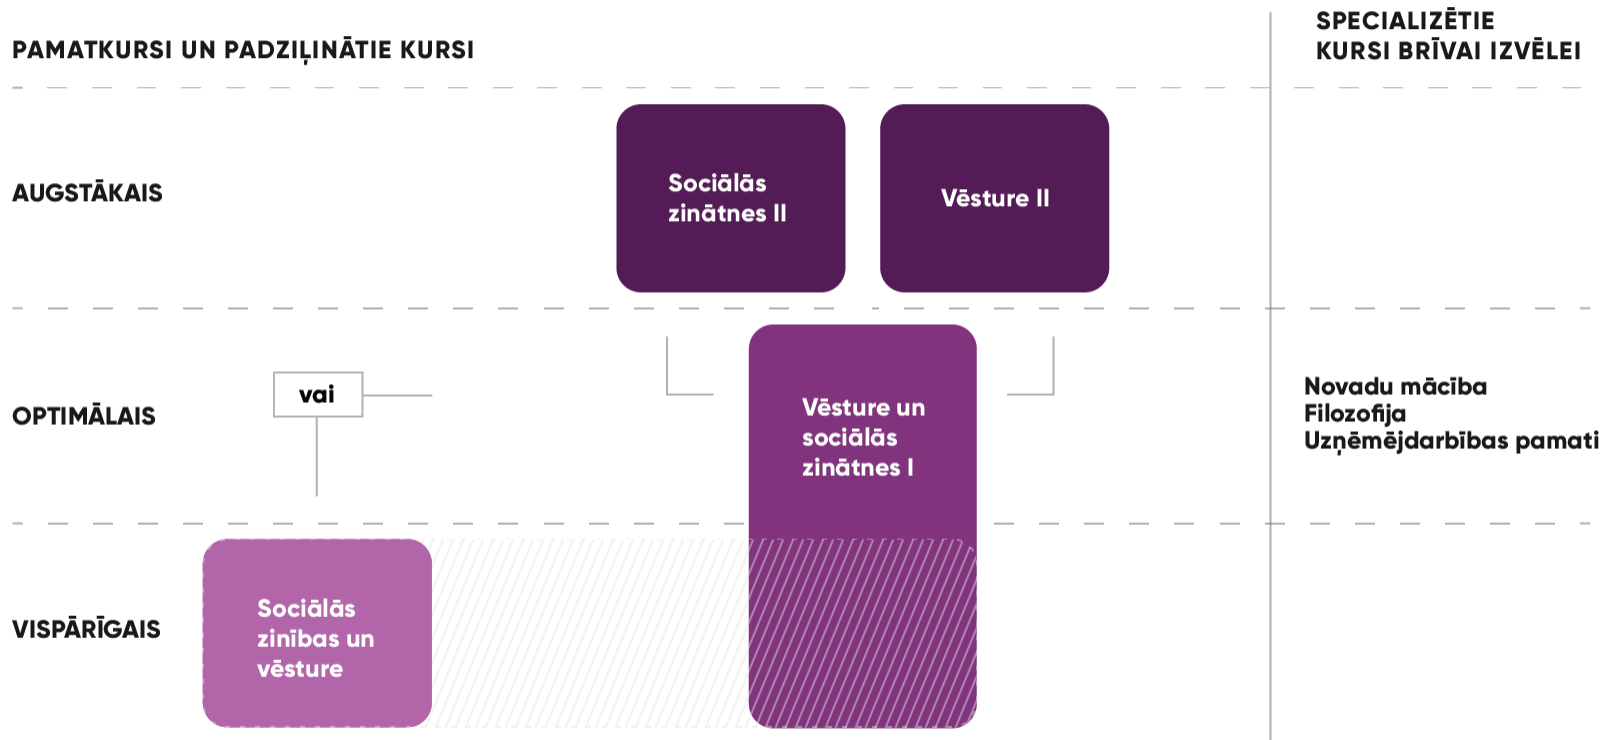 PAMATKURSI UN PADZIĻINĀTIE KURSI
SPECIALIZĒTIE
KURSI BRĪVAI IZVĒLEI
AUGSTĀKAIS
Sociālās
zinātnes II
Vēsture II
OPTIMĀLAIS
vai
Vēsture un
sociālās
zinātnes I
Novadu mācība
Filozofija
Uzņēmējdarbības pamati
VISPĀRĪGAIS
Sociālās
zinības un
vēsture